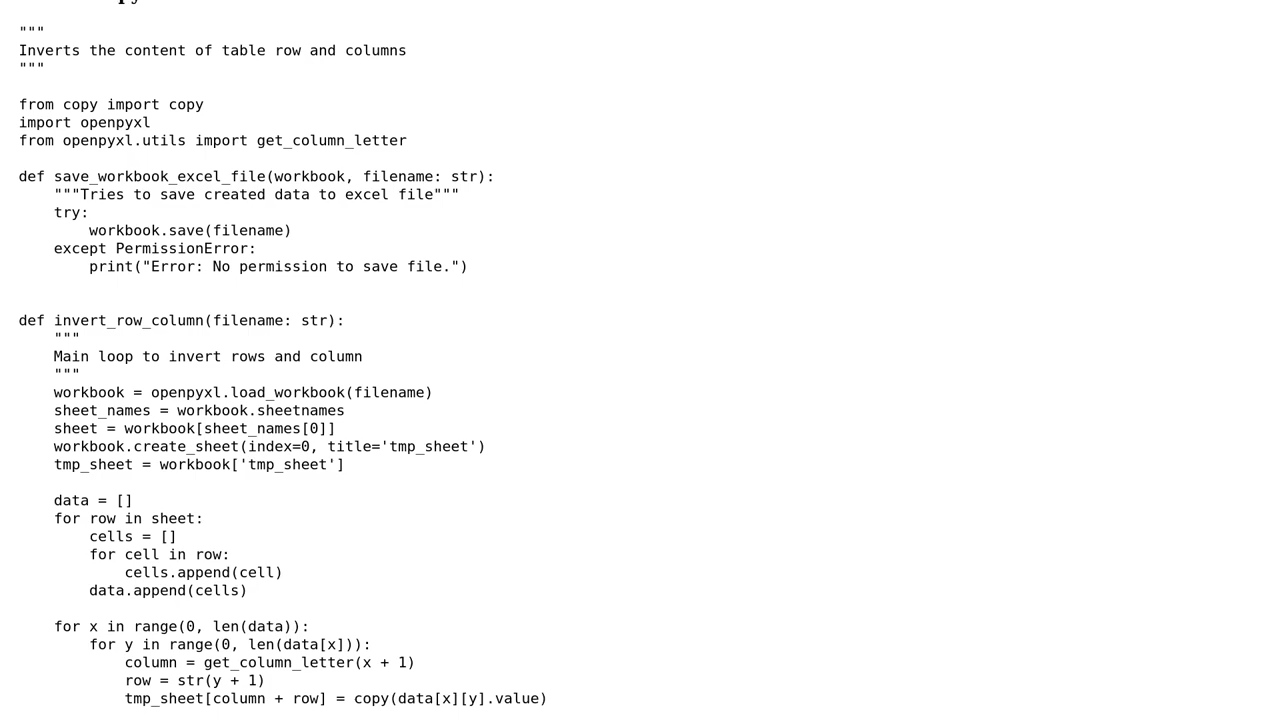 """
Inverts the content of table row and columns
"""

from copy import copy
import openpyxl
from openpyxl.utils import get_column_letter

def save_workbook_excel_file(workbook, filename: str):
    """Tries to save created data to excel file"""
    try:
        workbook.save(filename)
    except PermissionError:
        print("Error: No permission to save file.")


def invert_row_column(filename: str):
    """
    Main loop to invert rows and column
    """
    workbook = openpyxl.load_workbook(filename)
    sheet_names = workbook.sheetnames
    sheet = workbook[sheet_names[0]]
    workbook.create_sheet(index=0, title='tmp_sheet')
    tmp_sheet = workbook['tmp_sheet']

    data = []
    for row in sheet:
        cells = []
        for cell in row:
            cells.append(cell)
        data.append(cells)

    for x in range(0, len(data)):
        for y in range(0, len(data[x])):
            column = get_column_letter(x + 1)
            row = str(y + 1)
            tmp_sheet[column + row] = copy(data[x][y].value)